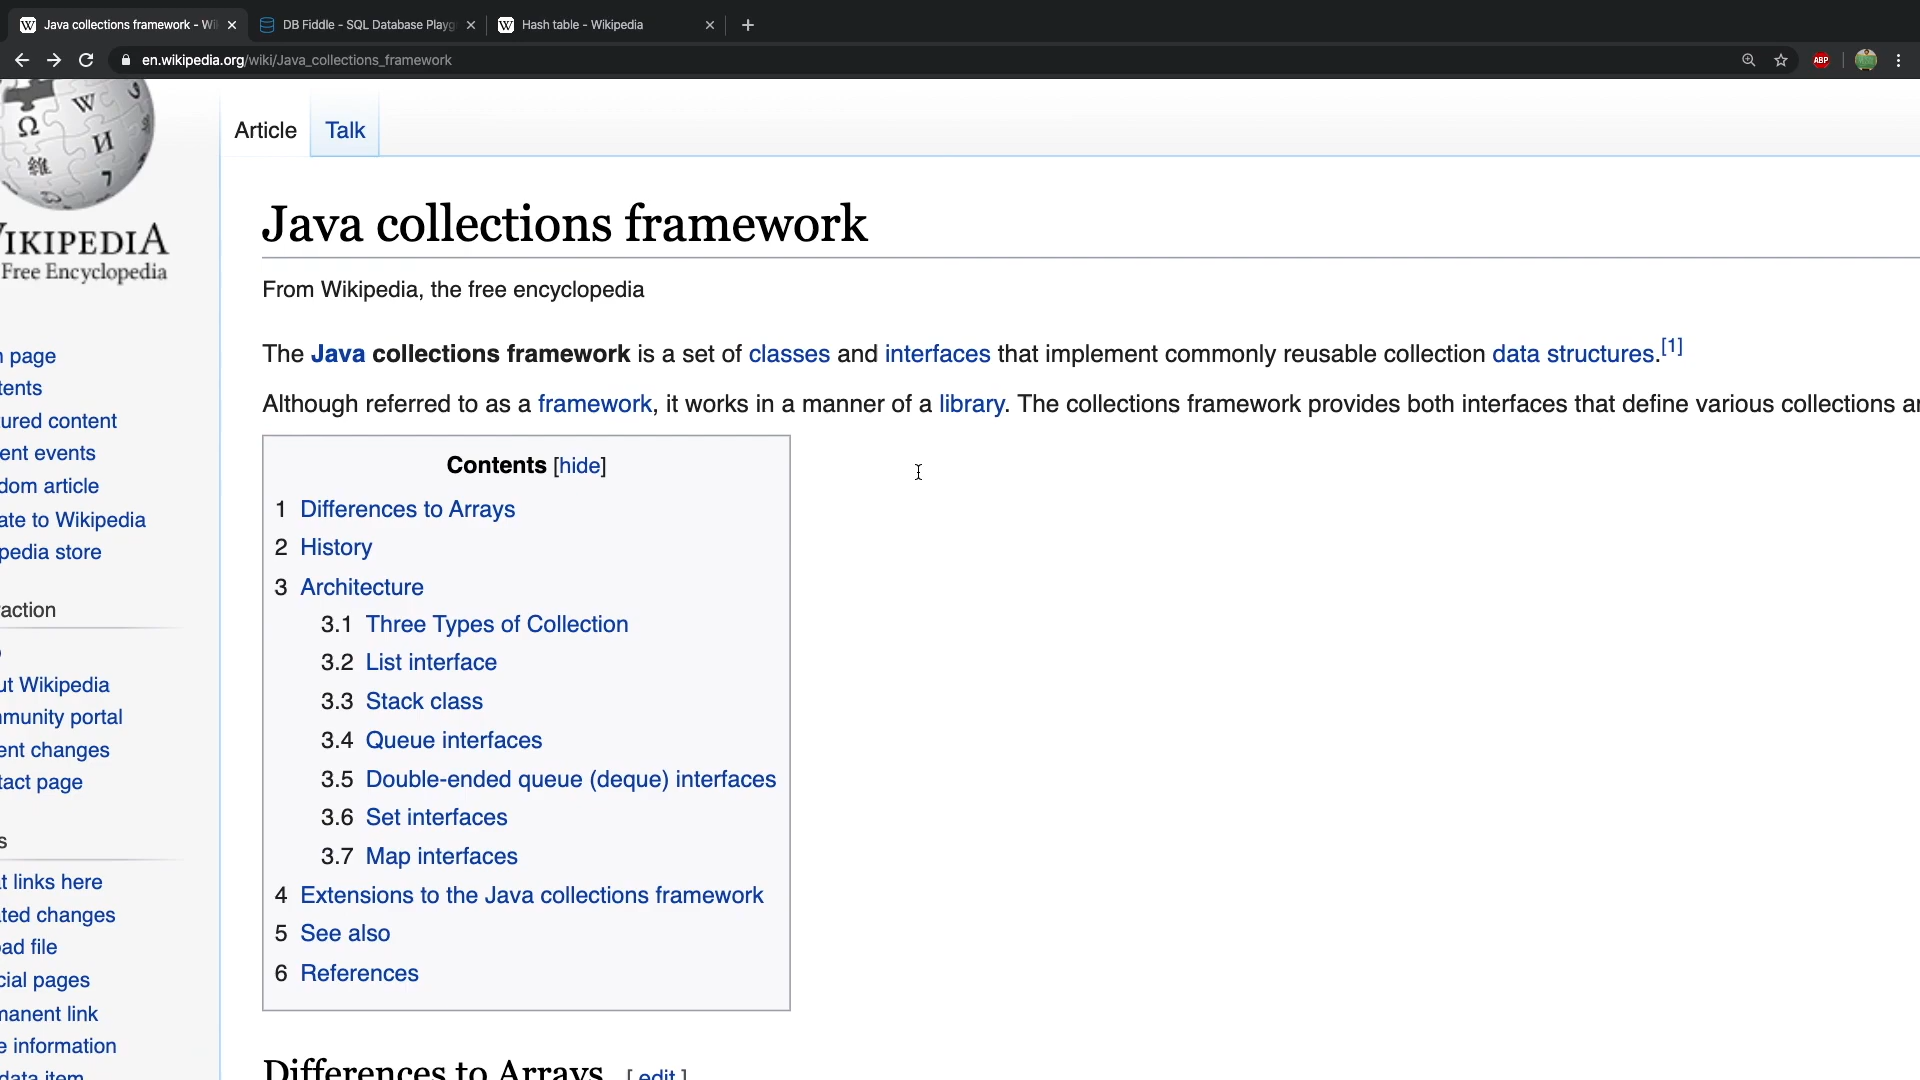 Java collections framework - Wi
DB Fiddle - SQL Database Playg
Hash table - Wikipedia
en.wikipedia.org/wiki/Java_collections_framework
ABP
W
Ω
И
維
7
IKIPEDIA
Free Encyclopedia
Article
Talk
Java collections framework
From Wikipedia, the free encyclopedia
The Java collections framework is a set of classes and interfaces that implement commonly reusable collection data structures.[1]
Although referred to as a framework, it works in a manner of a library. The collections framework provides both interfaces that define various collections
Contents [hide]
1 Differences to Arrays
2 History
3 Architecture
3.1 Three Types of Collection
3.2 List interface
3.3 Stack class
3.4 Queue interfaces
3.5 Double-ended queue (deque) interfaces
3.6 Set interfaces
3.7 Map interfaces
4 Extensions to the Java collections framework
5 See also
6 References
Differences to Arrays [ edit ]
page
tents
ured content
ent events
dom article
ate to Wikipedia
pedia store
action
ut Wikipedia
munity portal
ent changes
tact page
s
t links here
ated changes
oad file
cial pages
manent link
e information
data item